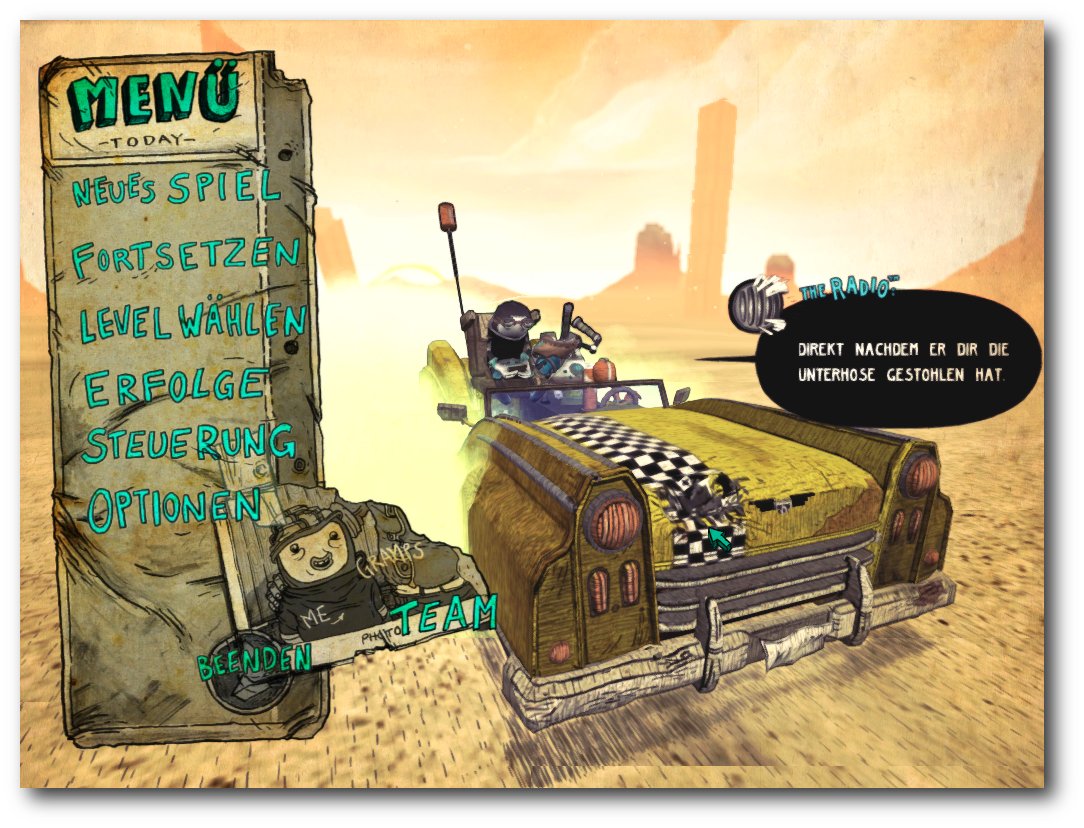 MENÜ
-TODAY-
NEUES SPIEL
FORTSETZEN
LEVEL WÄHLEN
ERFOLGE
STEUERUNG
OPTIONEN
GRAMPS
ME
PHOTO
TEAM
BEENDEN
THE RADIO™:
DIREKT NACHDEM ER DIR DIE
UNTERHOSE GESTOHLEN HAT.